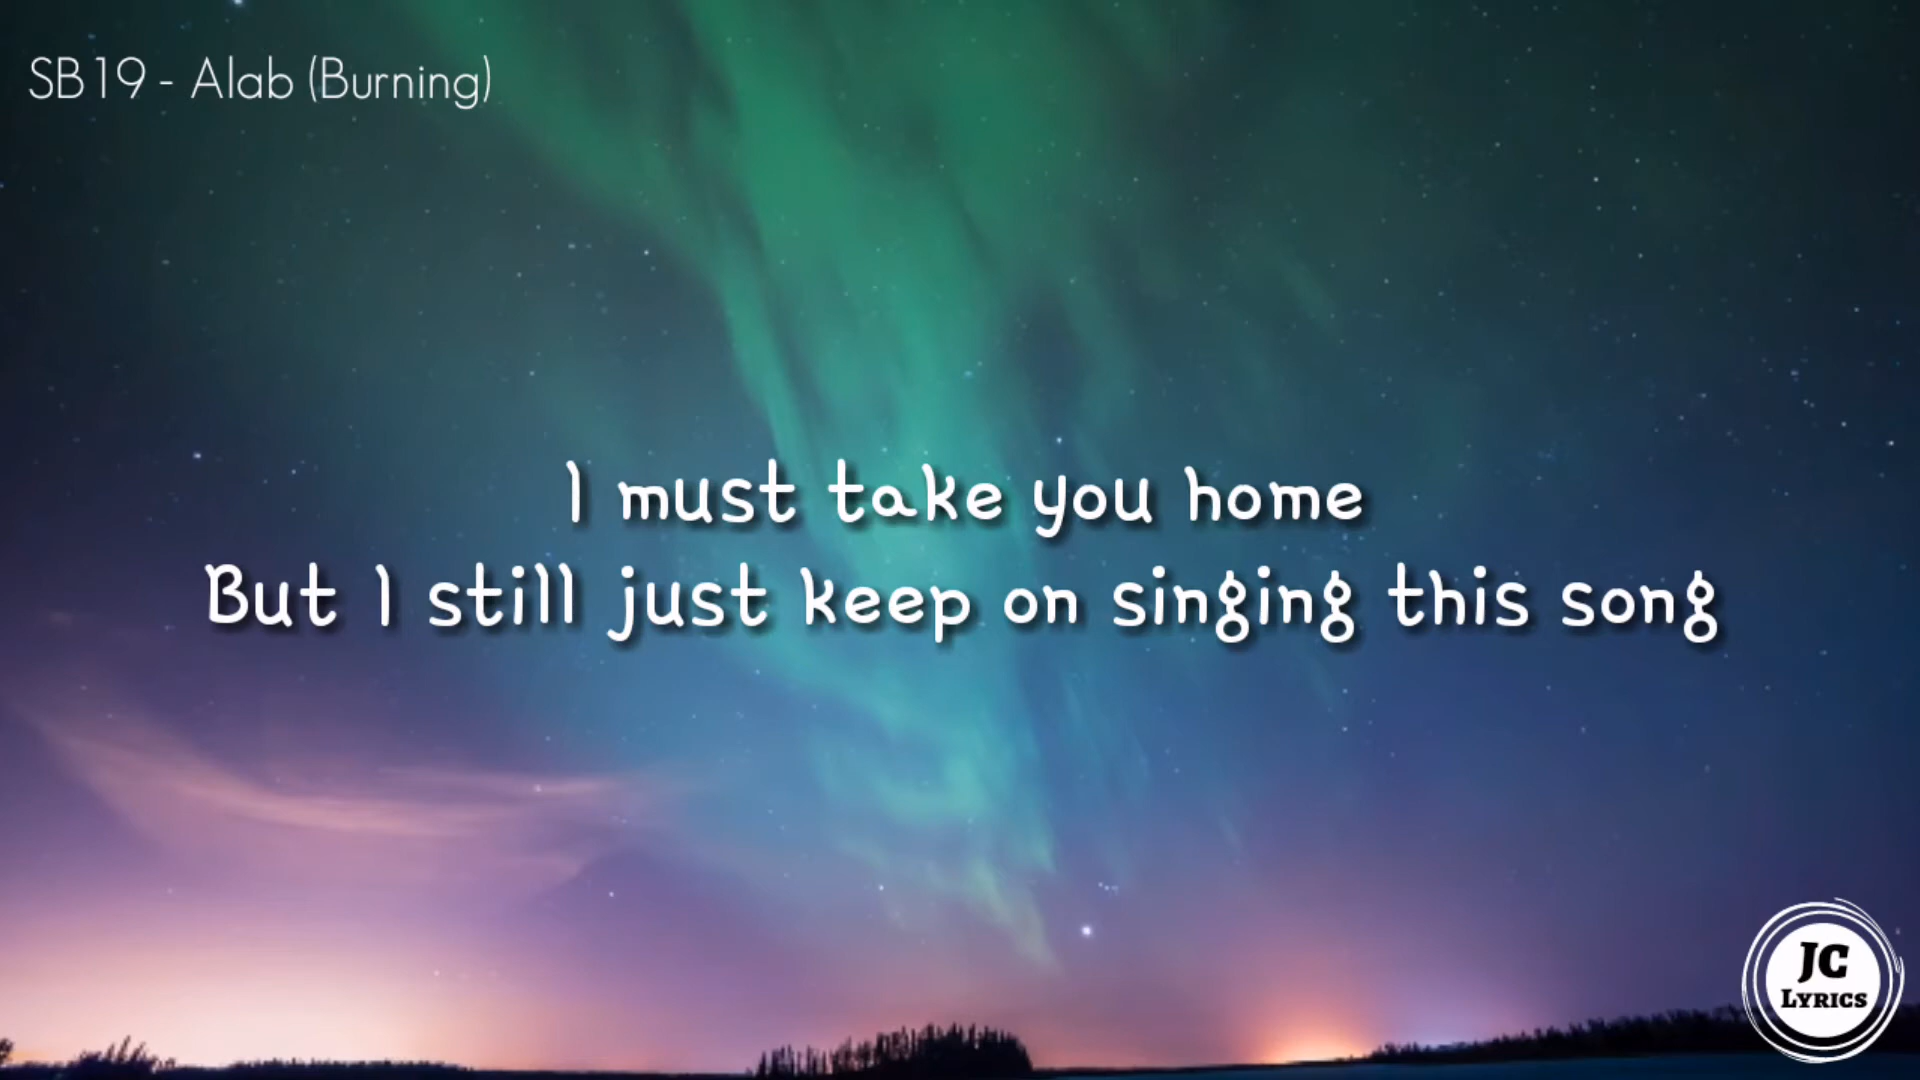 SB19 - Alab (Burning)
I must take you home
But I still just keep on singing this song
JC
LYRICS